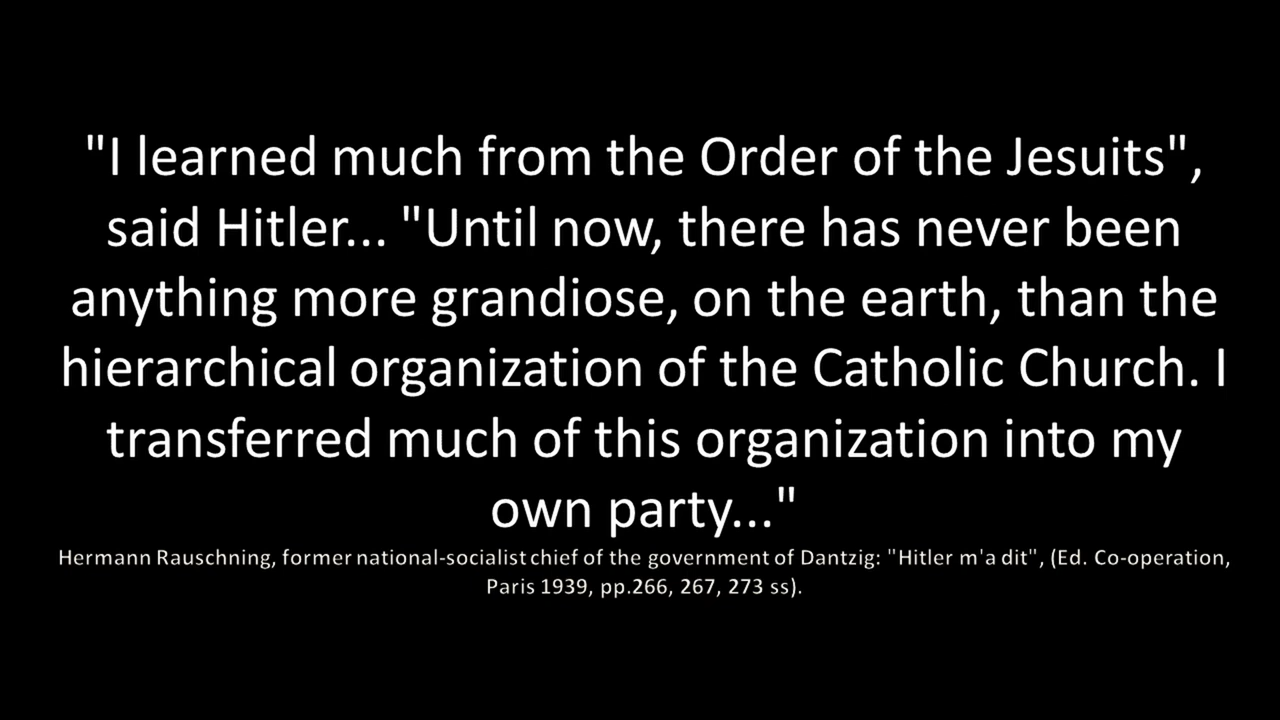 "I learned much from the Order of the Jesuits",
said Hitler... "Until now, there has never been
anything more grandiose, on the earth, than the
hierarchical organization of the Catholic Church. I
transferred much of this organization into my
own party..."
Hermann Rauschning, former national-socialist chief of the government of Dantzig: "Hitler m'a dit", (Ed. Co-operation,
Paris 1939, pp.266, 267, 273 ss).